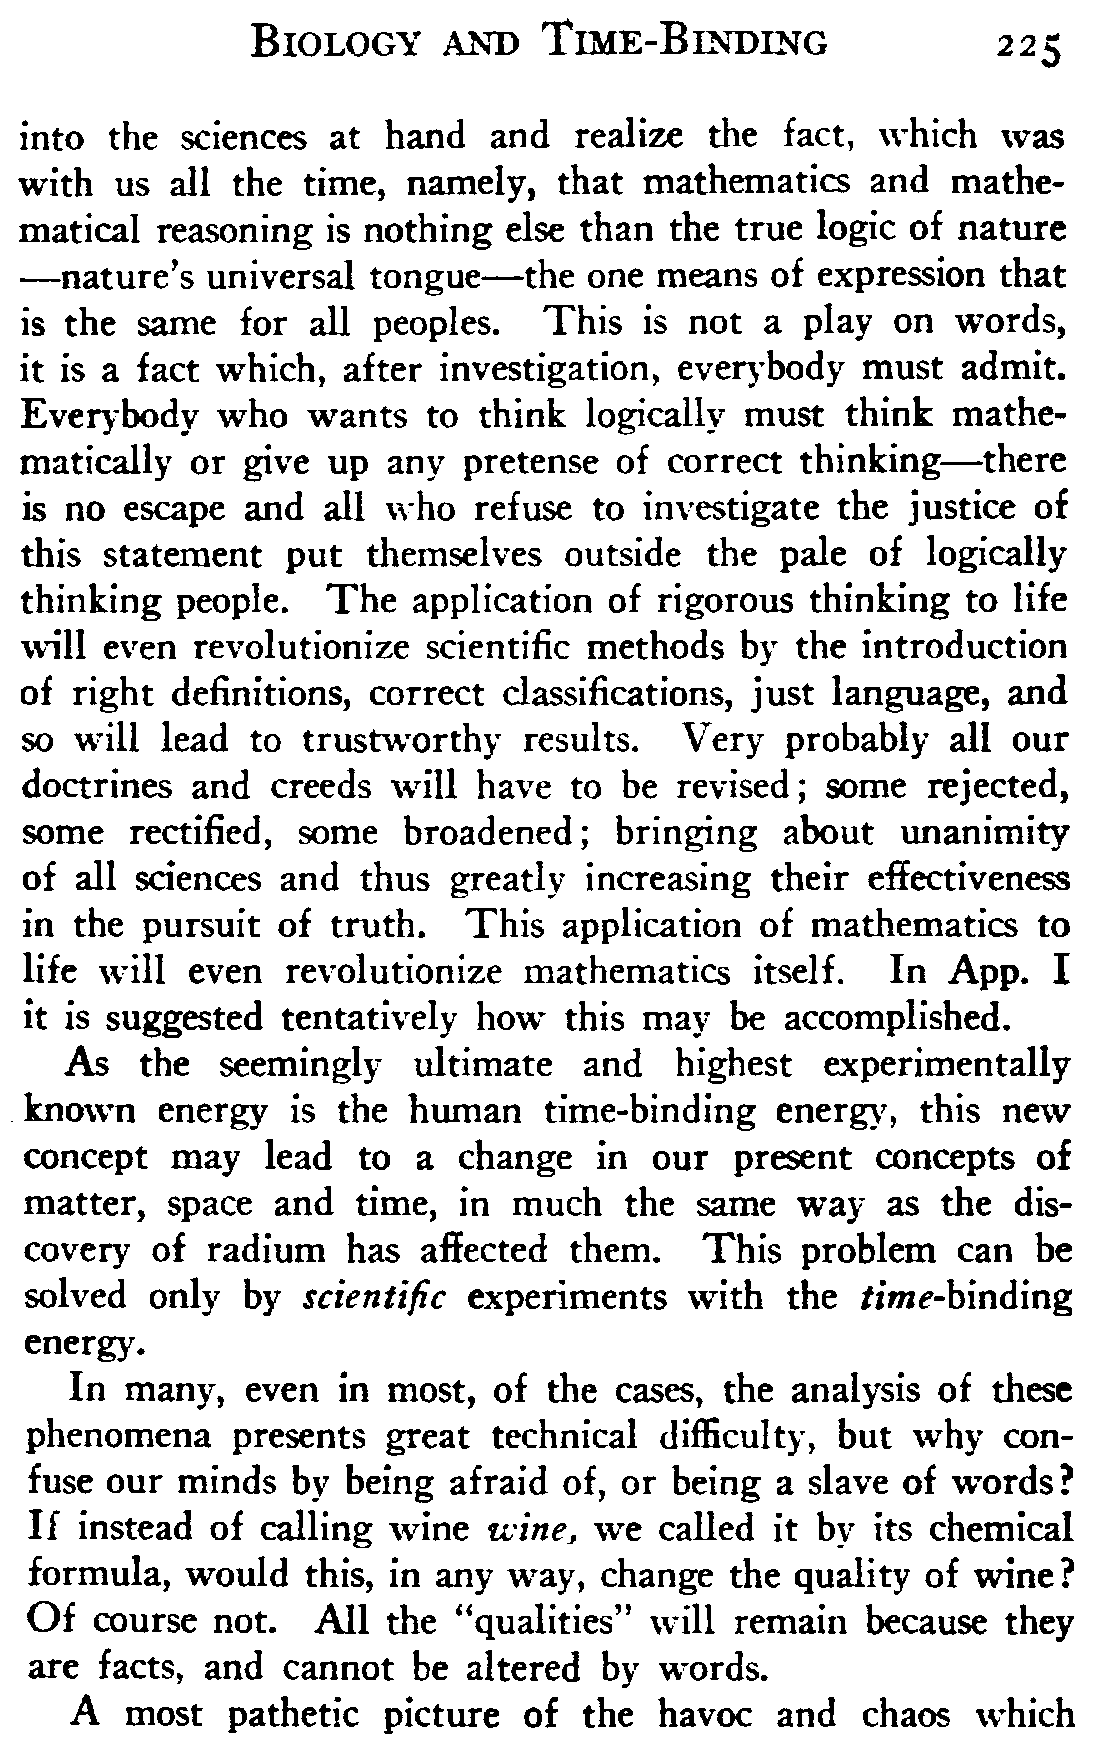 BIOLOGY AND TIME-BINDING 225
into the sciences at hand and realize the fact, which was
with us all the time, namely, that mathematics and mathe-
matical reasoning is nothing else than the true logic of nature
—nature's universal tongue—the one means of expression that
is the same for all peoples. This is not a play on words,
it is a fact which, after investigation, everybody must admit.
Everybody who wants to think logically must think mathe-
matically or give up any pretense of correct thinking—there
is no escape and all who refuse to investigate the justice of
this statement put themselves outside the pale of logically
thinking people. The application of rigorous thinking to life
will even revolutionize scientific methods by the introduction
of right definitions, correct classifications, just language, and
so will lead to trustworthy results. Very probably all our
doctrines and creeds will have to be revised; some rejected,
some rectified, some broadened; bringing about unanimity
of all sciences and thus greatly increasing their effectiveness
in the pursuit of truth. This application of mathematics to
life will even revolutionize mathematics itself. In App. I
it is suggested tentatively how this may be accomplished.
As the seemingly ultimate and highest experimentally
known energy is the human time-binding energy, this new
concept may lead to a change in our present concepts of
matter, space and time, in much the same way as the dis-
covery of radium has affected them. This problem can be
solved only by scientific experiments with the time-binding
energy.
In many, even in most, of the cases, the analysis of these
phenomena presents great technical difficulty, but why con-
fuse our minds by being afraid of, or being a slave of words?
If instead of calling wine wine, we called it by its chemical
formula, would this, in any way, change the quality of wine?
Of course not. All the "qualities" will remain because they
are facts, and cannot be altered by words.
A most pathetic picture of the havoc and chaos which